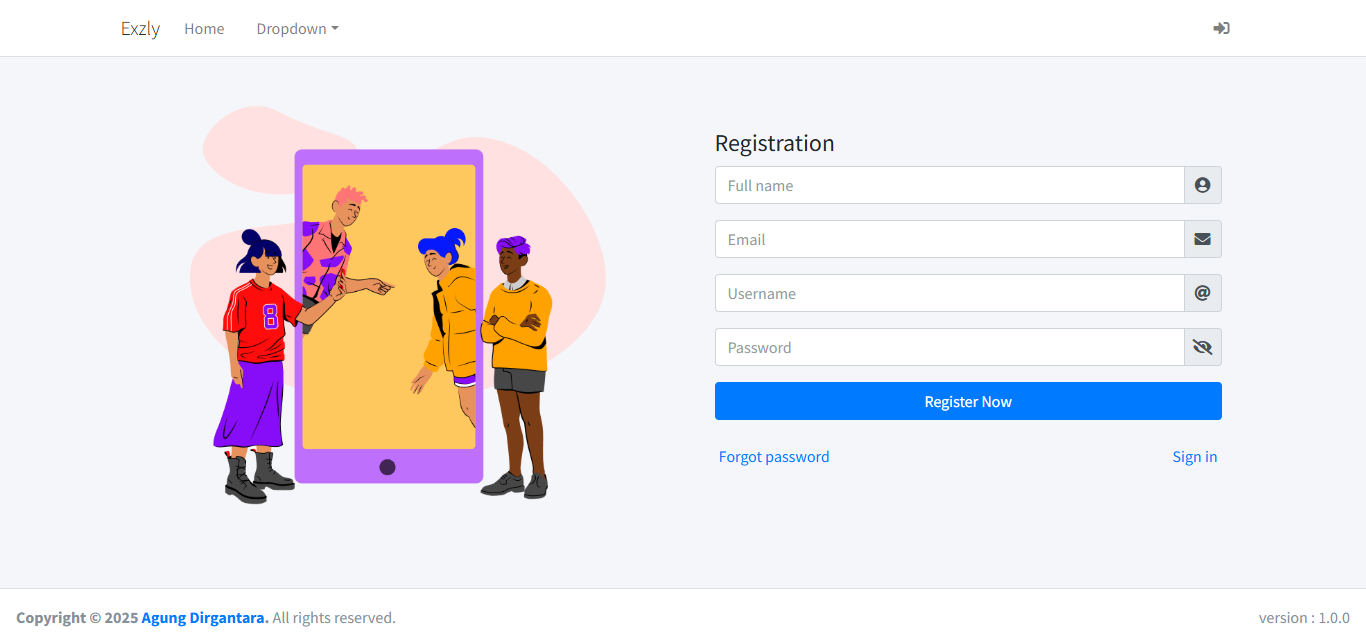 Exzly Home Dropdown
Registration
Full name
Email
Username
@
Password
Register Now
Forgot password Sign in
8
Copyright © 2025 Agung Dirgantara. All rights reserved. version : 1.0.0